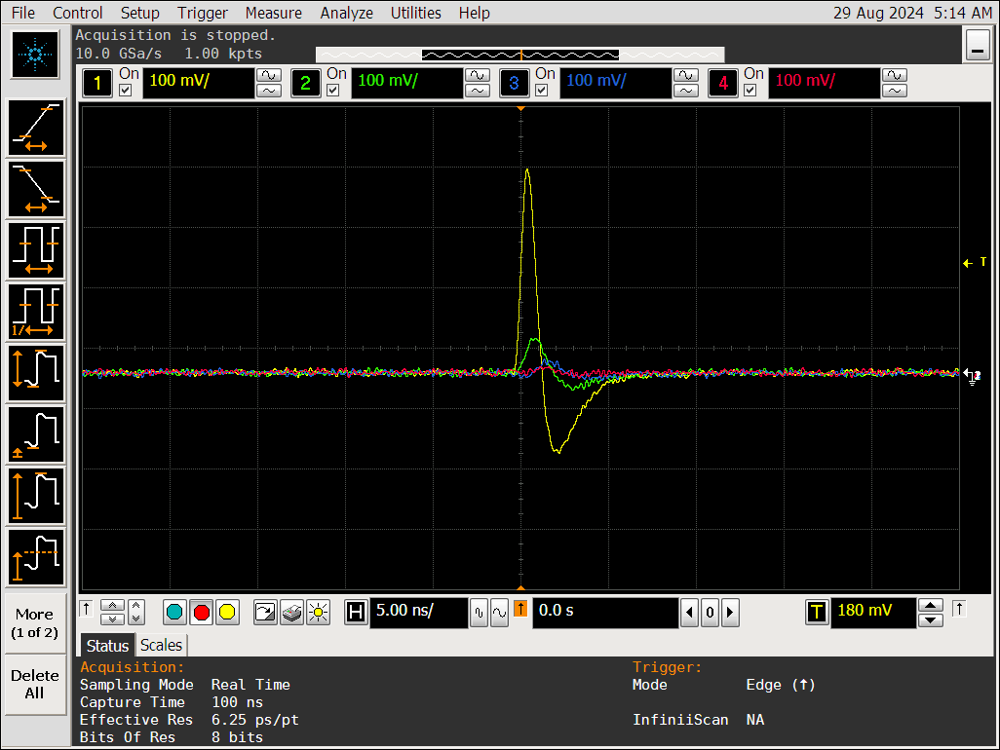 File Control Setup Trigger Measure Analyze Utilities Help 29 Aug 2024 5:14 AM
Acquisition is stopped.
10.0 GSa/s 1.00 kpts
1 On 100 mV/ 2 On 100 mV/ 3 On 100 mV/ 4 On 100 mV/
T
1/
More
(1 of 2)
Delete
All
H 5.00 ns/ 0.0 s 0 T 180 mV
Status Scales
Acquisition: Trigger:
Sampling Mode Real Time Mode Edge (↑)
Capture Time 100 ns
Effective Res 6.25 ps/pt InfiniiScan NA
Bits Of Res 8 bits